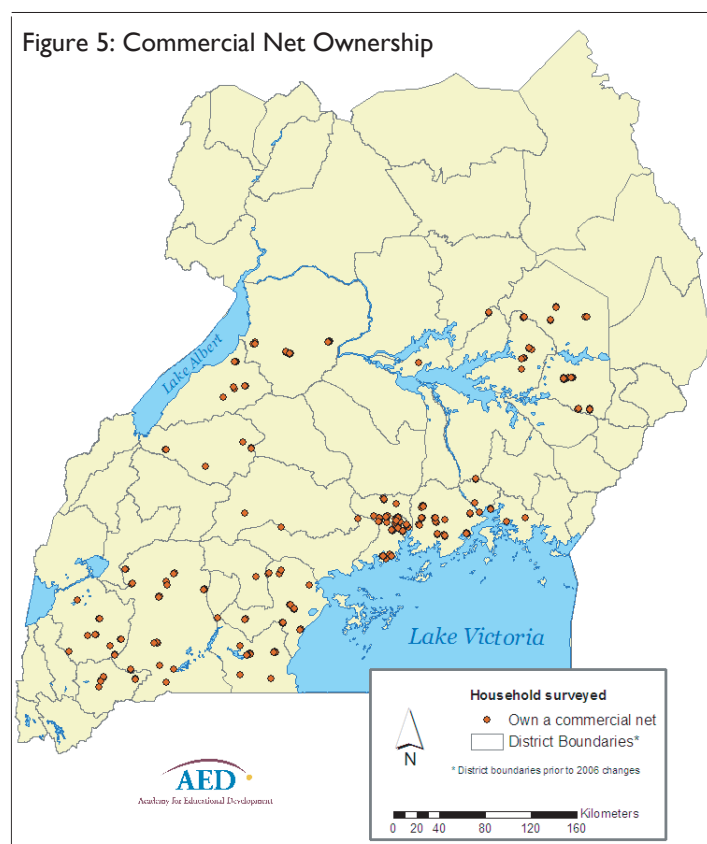 Figure 5: Commercial Net Ownership
Lake Albert
Lake Victoria
Household surveyed
Own a commercial net
District Boundaries*
N
* District boundaries prior to 2006 changes
Kilometers
0 20 40 80 120 160
AED
Academy for Educational Development